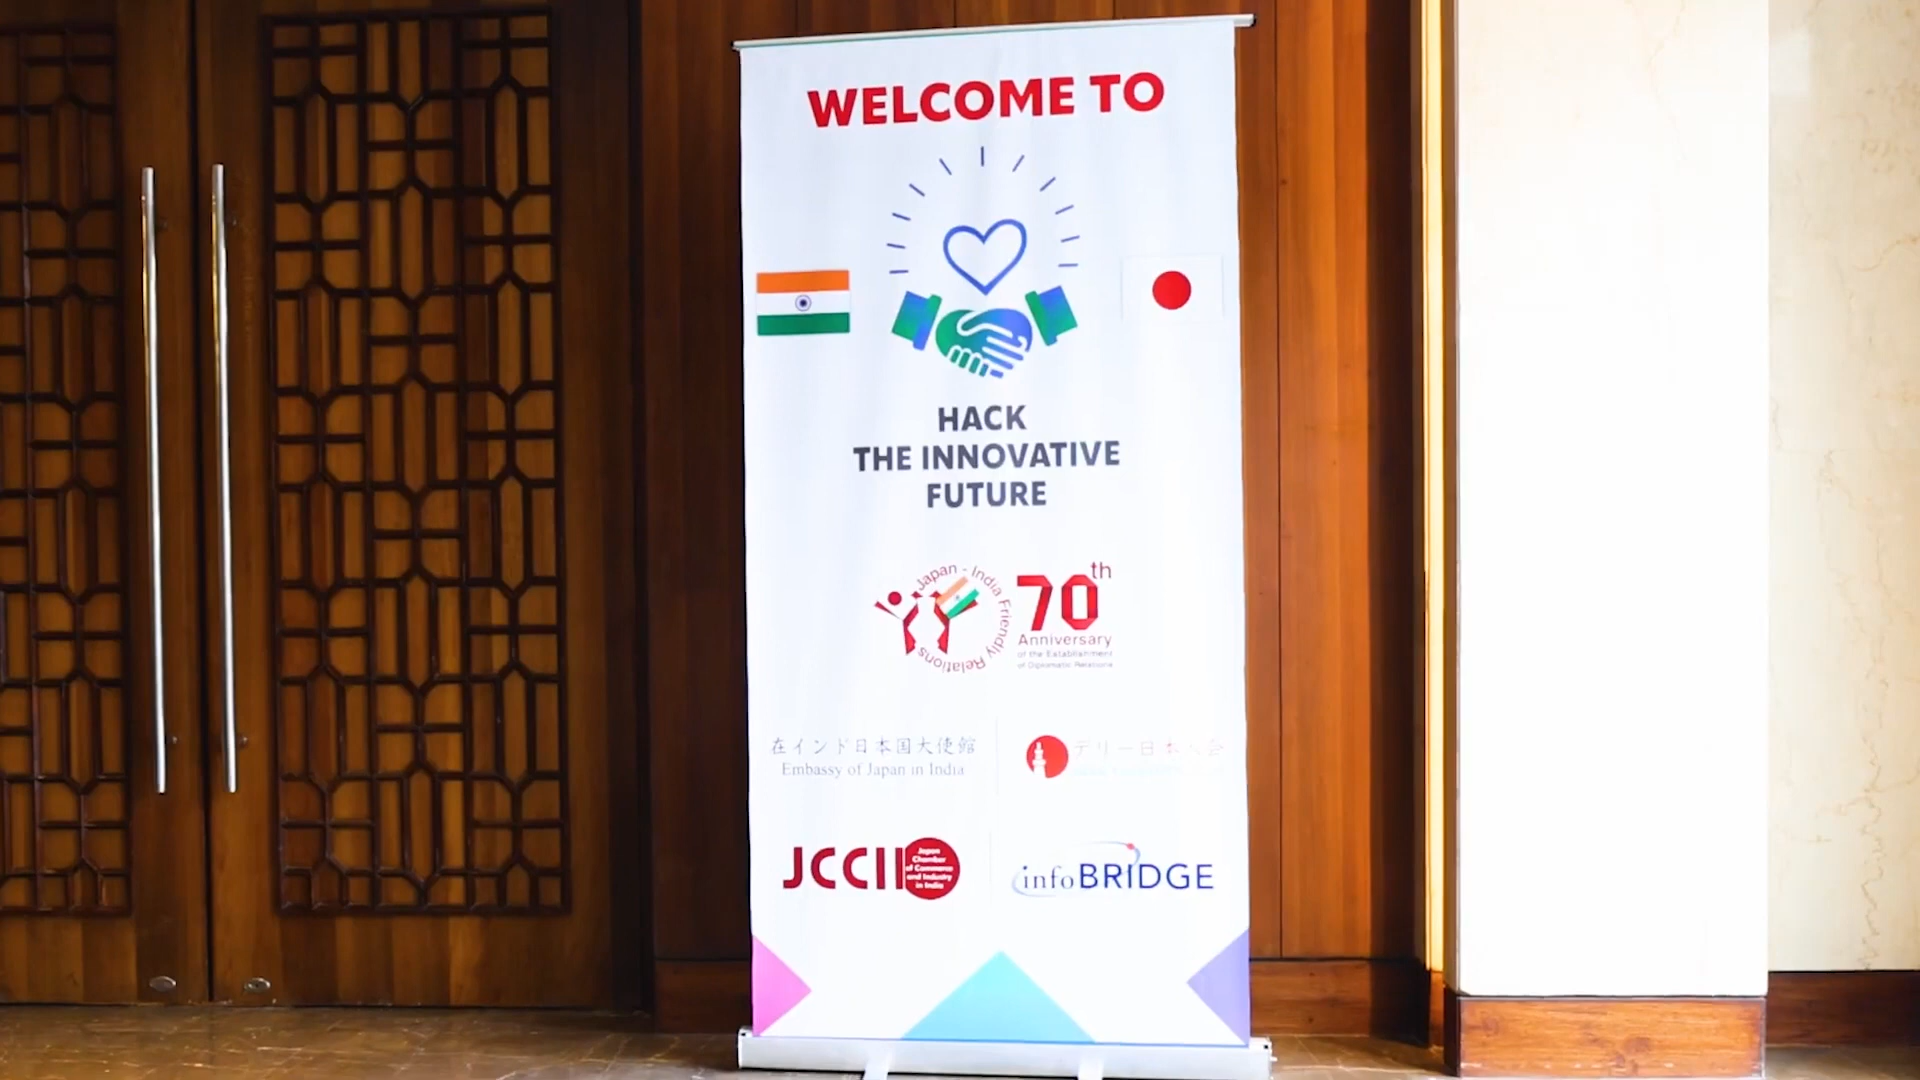 WELCOME TO
HACK
THE INNOVATIVE
FUTURE
Japan - India Friendly Relations
70th
Anniversary
of the Establishment
of Diplomatic Relations
在インド日本国大使館
Embassy of Japan in India
デリー日本人会
JCCII
Japan
Chamber
of Commerce
and Industry
in India
infoBRIDGE